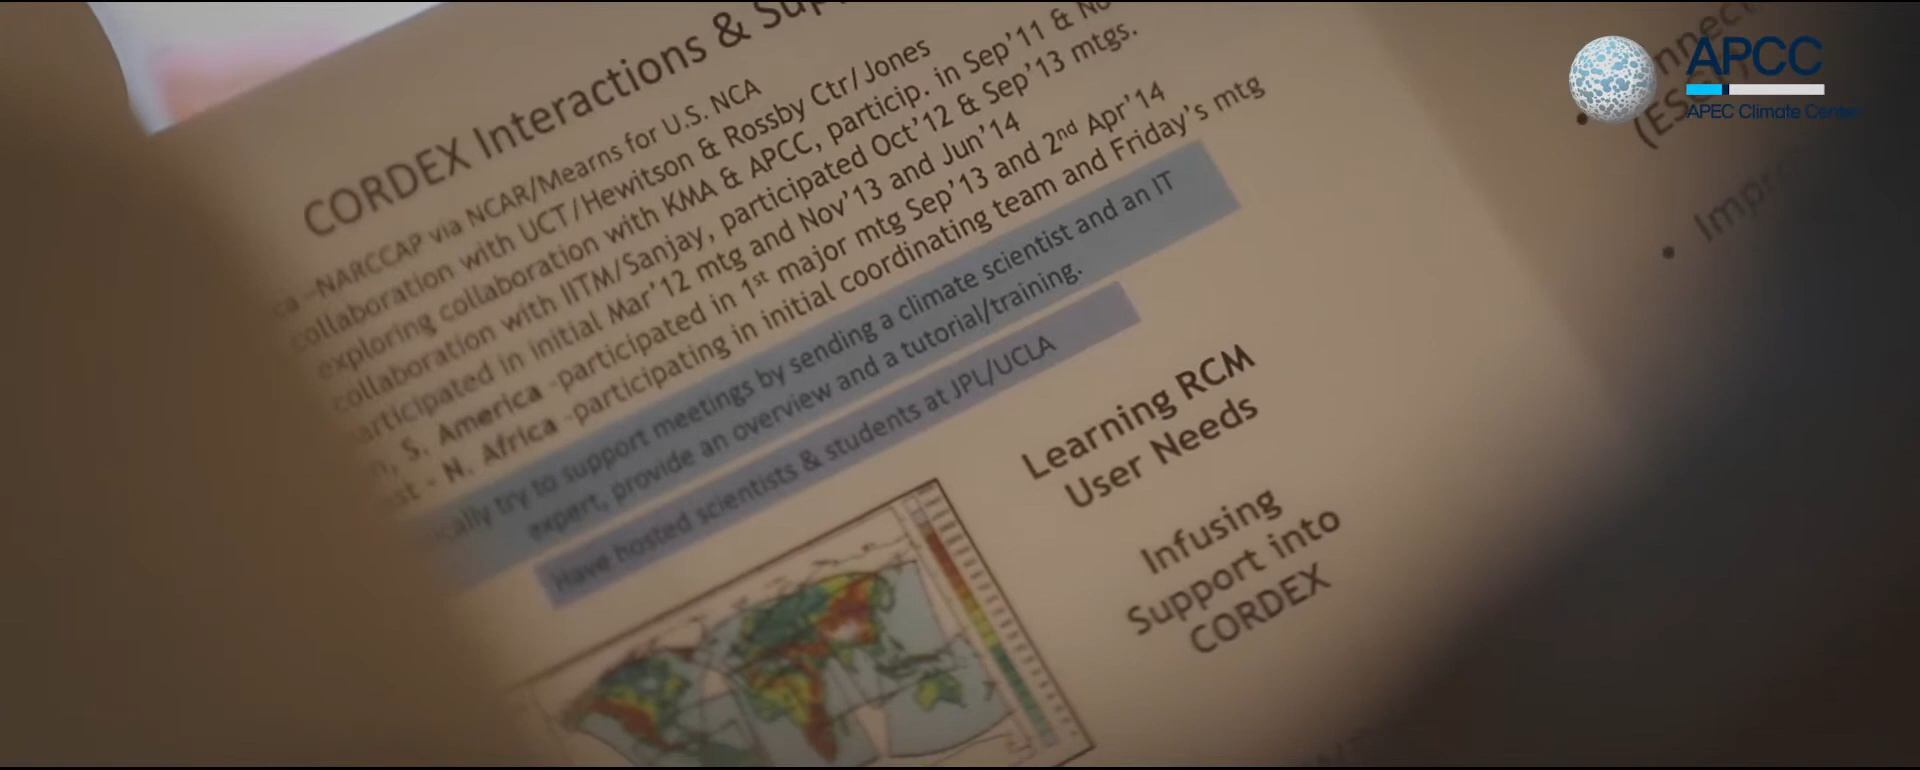 CORDEX Interactions &
-NARCCAP via NCAR/Mearns for U.S. NCA
collaboration with UCT/Hewitson & Rossby Ctr/Jones
exploring collaboration with KMA & APCC, particip. in Sep'11 &
collaboration with IITM/Sanjay, participated Oct'12 & Sep'13 mtgs.
articipated in initial Mar'12 mtg and Nov'13 and Jun'14
, S. America -participated in 1st major mtg Sep'13 and 2nd Apr'14
st - N. Africa -participating in initial coordinating team and Friday's mtg
ically try to support meetings by sending a climate scientist and an IT
expert, provide an overview and a tutorial/training.
Have hosted scientists & students at JPL/UCLA
Learning RCM
User Needs
Infusing
Support into
CORDEX
APCC
APEC Climate Center